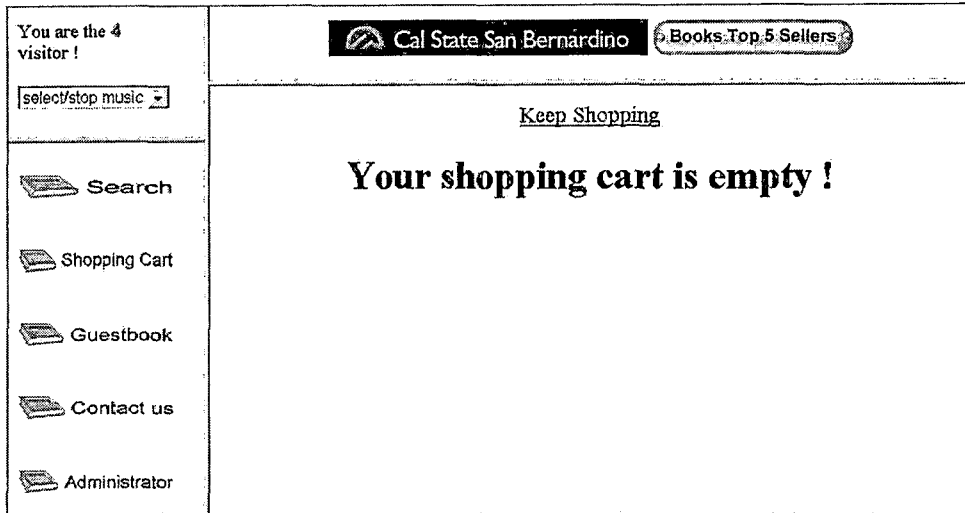 You are the 4
visitor !
select/stop music
Search
Shopping Cart
Guestbook
Contact us
Administrator
Cal State San Bernardino
Books Top 5 Sellers
Keep Shopping
Your shopping cart is empty !